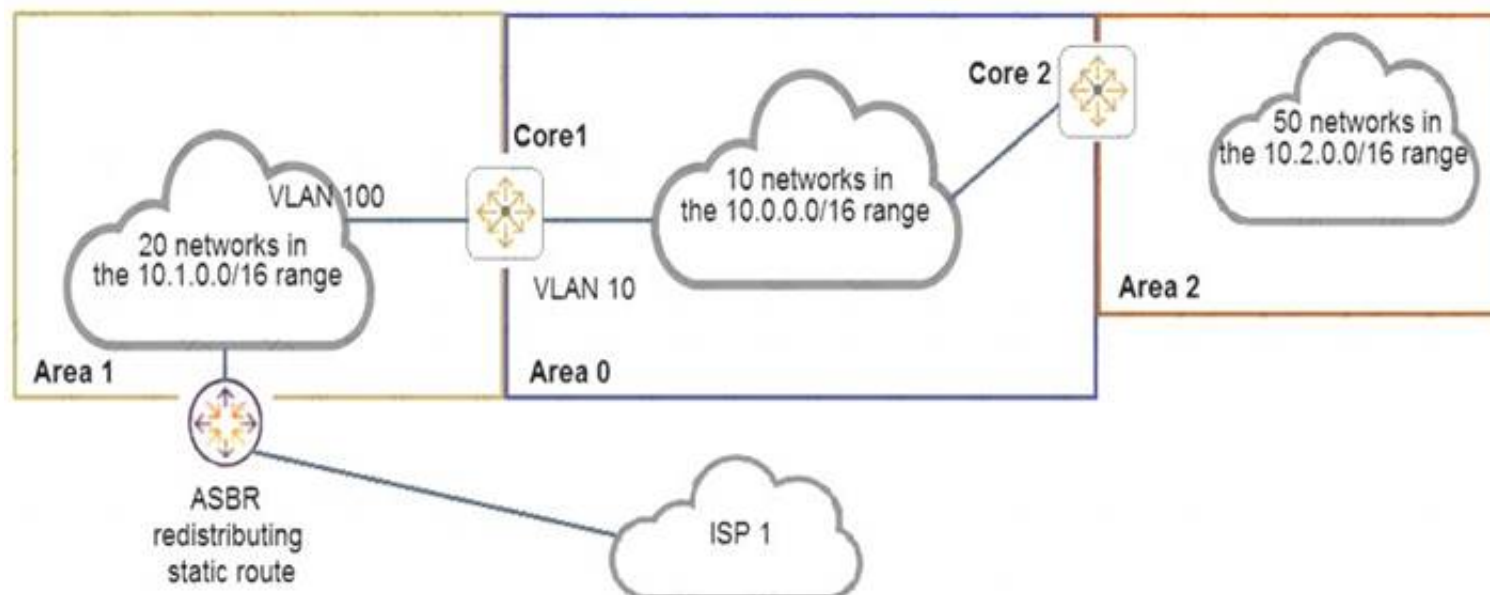 Core 2
50 networks in
the 10.2.0.0/16 range
Core1
VLAN 100
10 networks in
the 10.0.0.0/16 range
20 networks in
the 10.1.0.0/16 range
VLAN 10
Area 2
Area 1
Area 0
ASBR
redistributing
static route
ISP 1